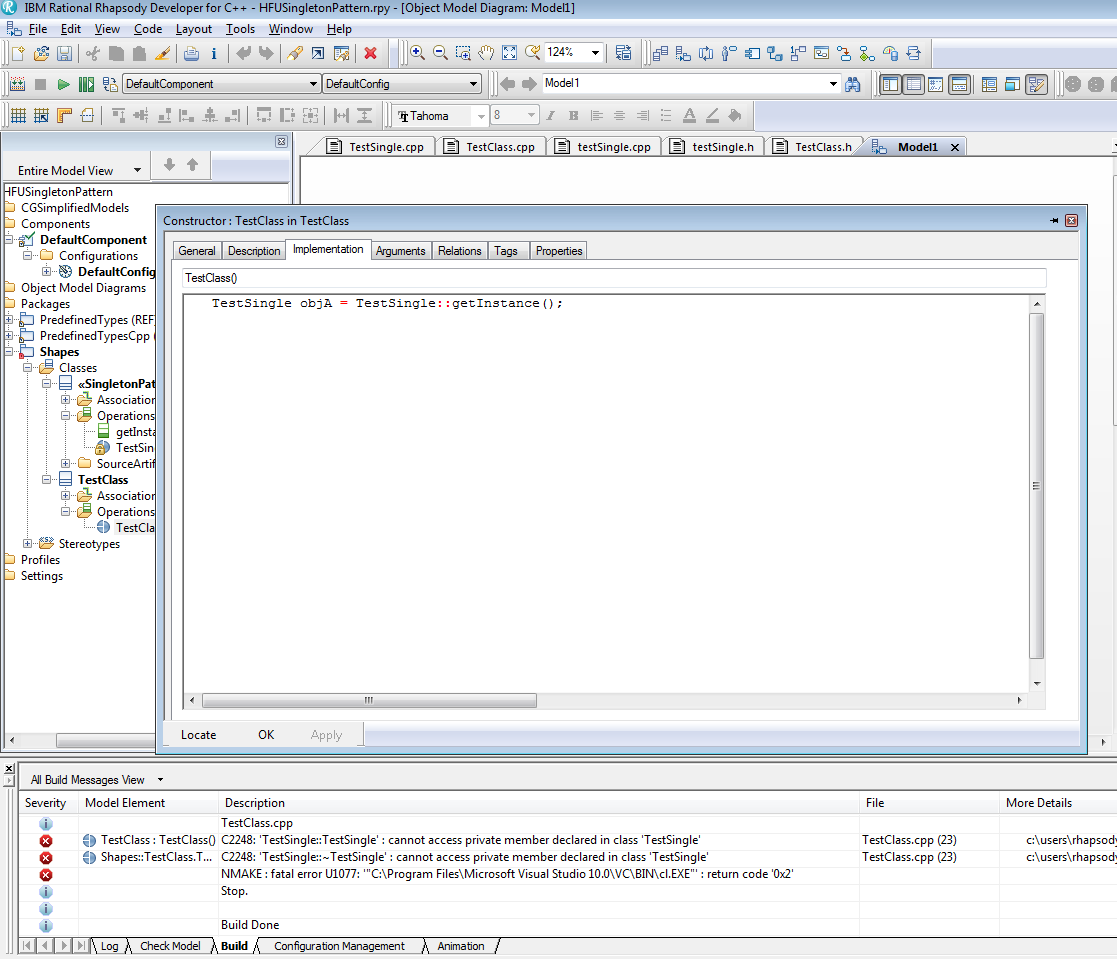 IBM Rational Rhapsody Developer for C++ - HFUSingletonPattern.rpy - [Object Model Diagram: Model1]
File Edit View Code Layout Tools Window Help
124%
DefaultComponent DefaultConfig Model1
Tahoma 8
TestSingle.cpp TestClass.cpp testSingle.cpp testSingle.h TestClass.h Model1
Entire Model View
HFUSingletonPattern
CGSimplifiedModels
Components
DefaultComponent
Configurations
DefaultConfig
Object Model Diagrams
Packages
PredefinedTypes (REF
PredefinedTypesCpp (
Shapes
Classes
«SingletonPat
Association
Operations
getInsta
TestSin
SourceArtif
TestClass
Association
Operations
TestCla
Stereotypes
Profiles
Settings
Constructor : TestClass in TestClass
General Description Implementation Arguments Relations Tags Properties
TestClass()
TestSingle objA = TestSingle::getInstance();
Locate OK Apply
All Build Messages View
Severity Model Element Description File More Details
TestClass.cpp
TestClass : TestClass() C2248: 'TestSingle::TestSingle' : cannot access private member declared in class 'TestSingle' TestClass.cpp (23) c:\users\rhapsody
Shapes::TestClass.T... C2248: 'TestSingle::~TestSingle' : cannot access private member declared in class 'TestSingle' TestClass.cpp (23) c:\users\rhapsody
NMAKE : fatal error U1077: '"C:\Program Files\Microsoft Visual Studio 10.0\VC\BIN\cl.EXE"' : return code '0x2'
Stop.
Build Done
Log Check Model Build Configuration Management Animation